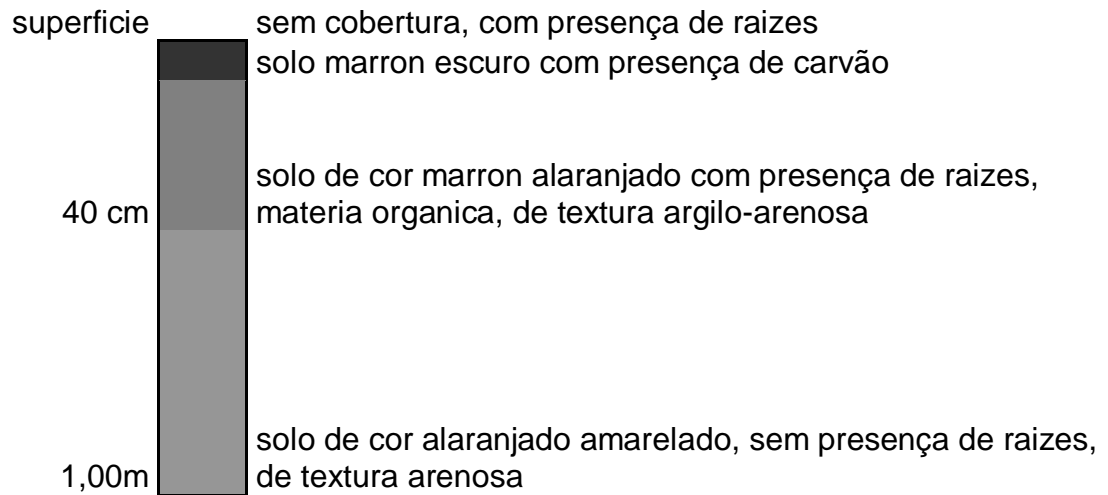 superficie sem cobertura, com presença de raizes
solo marron escuro com presença de carvão
solo de cor marron alaranjado com presença de raizes,
40 cm materia organica, de textura argilo-arenosa
solo de cor alaranjado amarelado, sem presença de raizes,
1,00m de textura arenosa